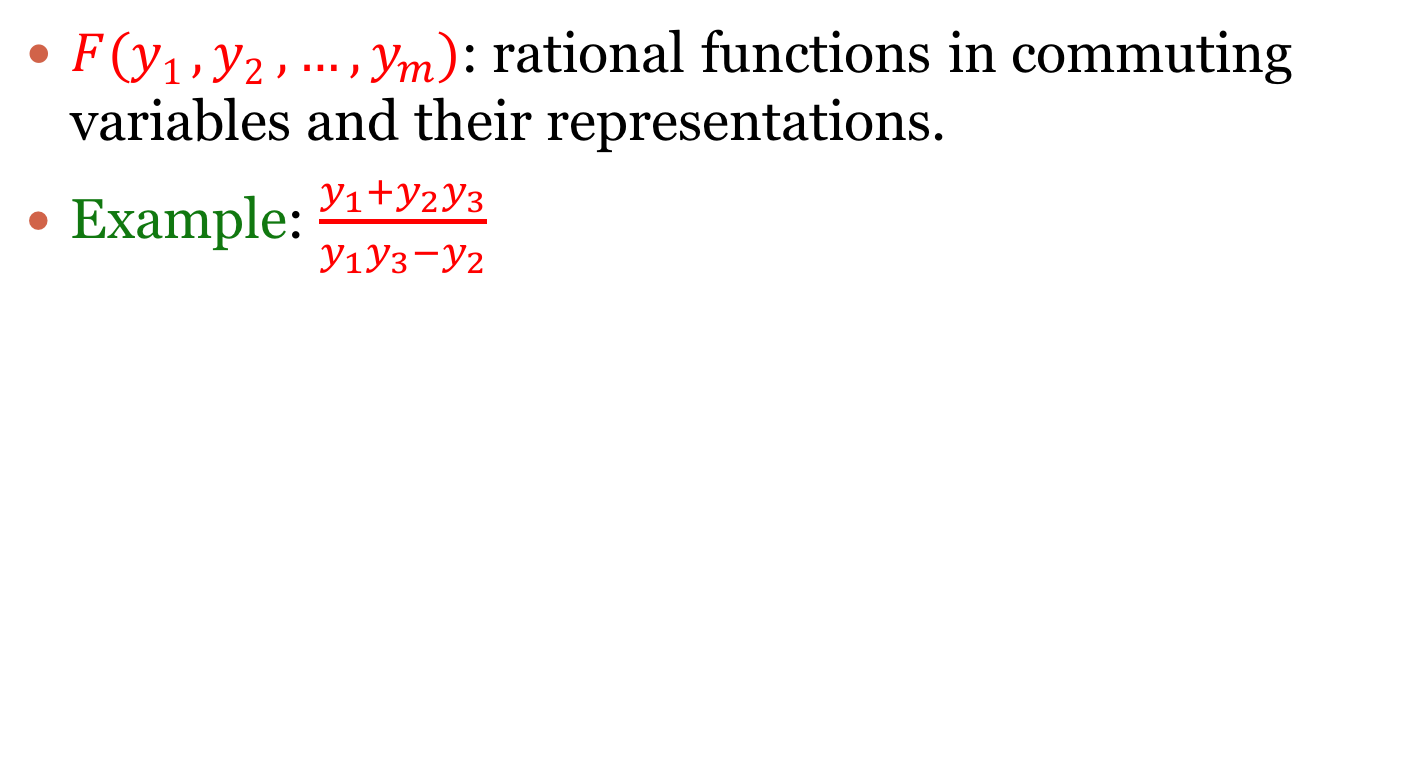 • F(y₁, y₂, …, yₘ): rational functions in commuting
variables and their representations.
• Example: (y₁+y₂y₃)/(y₁y₃−y₂)